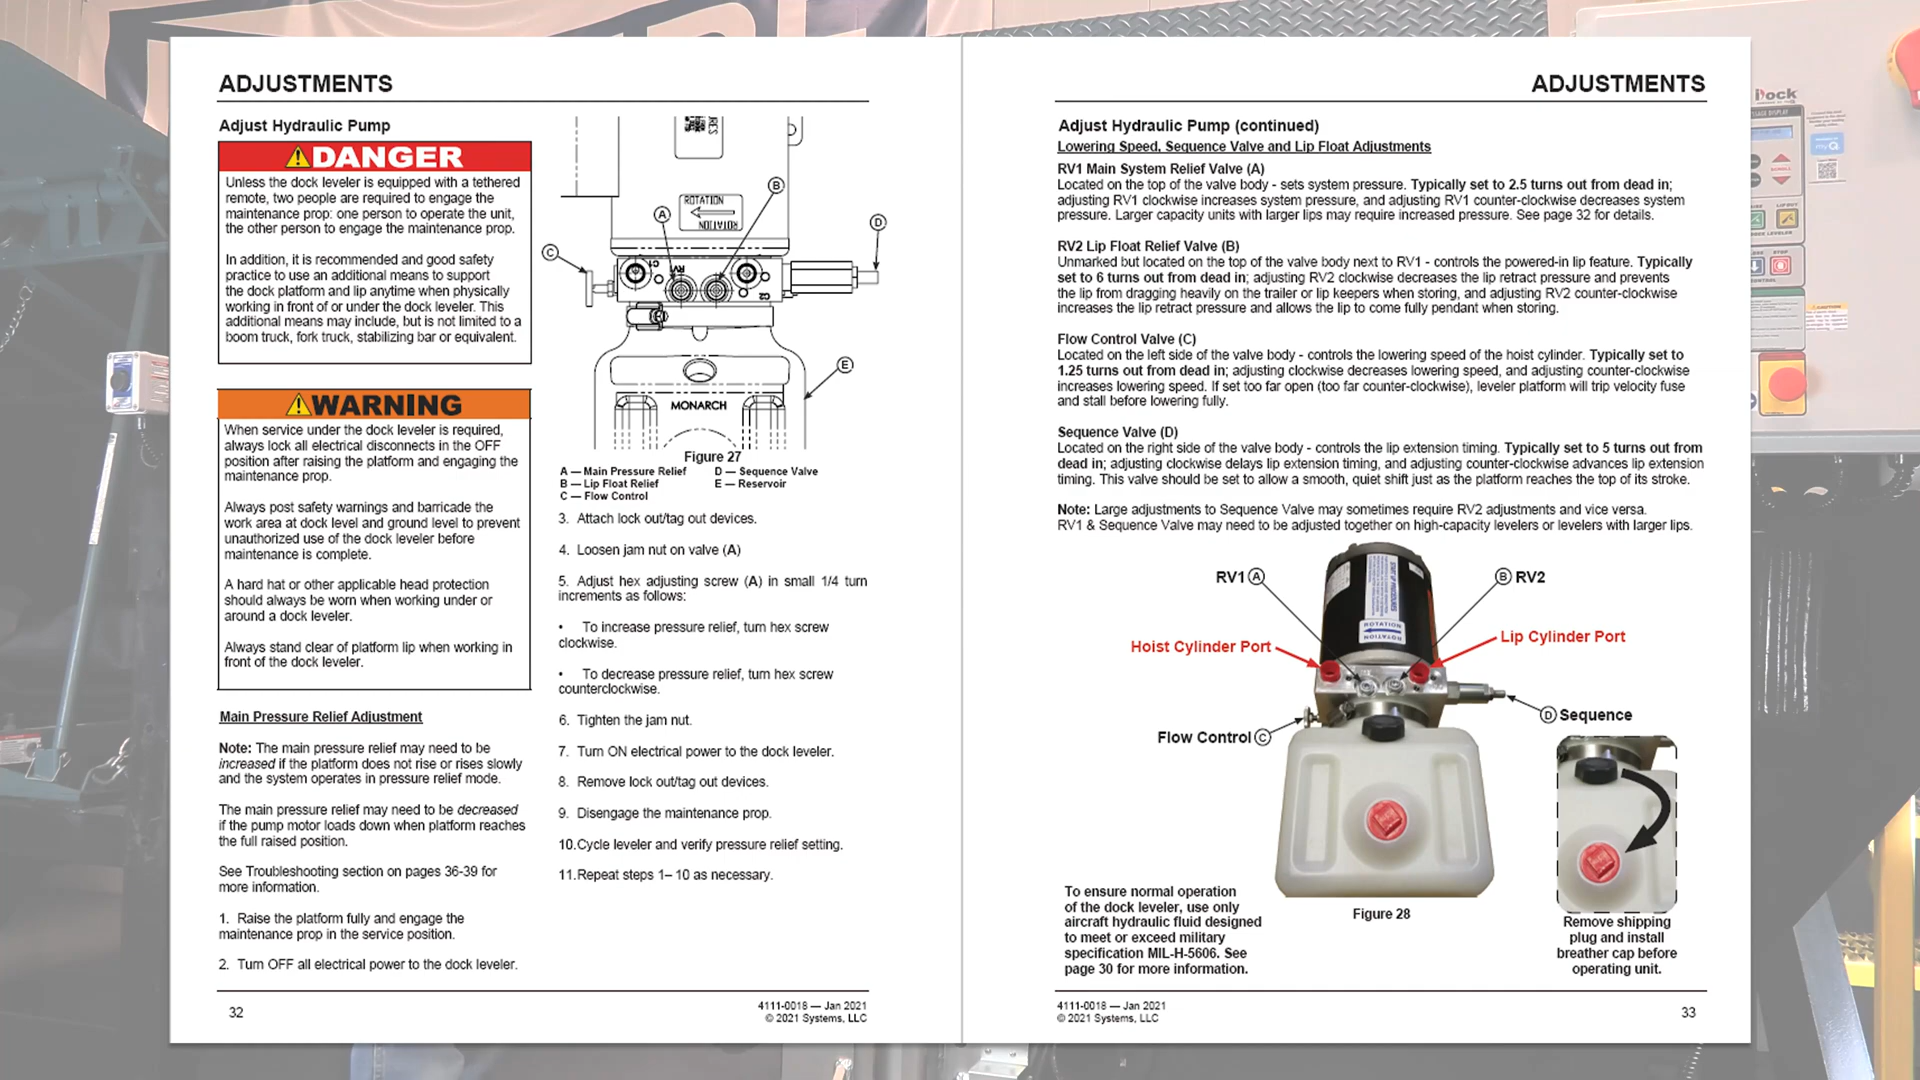 ADJUSTMENTS
Adjust Hydraulic Pump
DANGER
Unless the dock leveler is equipped with a tethered
remote, two people are required to engage the
maintenance prop: one person to operate the unit,
the other person to engage the maintenance prop.
In addition, it is recommended and good safety
practice to use an additional means to support
the dock platform and lip anytime when physically
working in front of or under the dock leveler. This
additional means may include, but is not limited to a
boom truck, fork truck, stabilizing bar or equivalent.
WARNING
When service under the dock leveler is required,
always lock all electrical disconnects in the OFF
position after raising the platform and engaging the
maintenance prop.
Always post safety warnings and barricade the
work area at dock level and ground level to prevent
unauthorized use of the dock leveler before
maintenance is complete.
A hard hat or other applicable head protection
should always be worn when working under or
around a dock leveler.
Always stand clear of platform lip when working in
front of the dock leveler.
Main Pressure Relief Adjustment
Note: The main pressure relief may need to be
increased if the platform does not rise or rises slowly
and the system operates in pressure relief mode.
The main pressure relief may need to be decreased
if the pump motor loads down when platform reaches
the full raised position.
See Troubleshooting section on pages 36-39 for
more information.
1. Raise the platform fully and engage the
maintenance prop in the service position.
2. Turn OFF all electrical power to the dock leveler.
ROTATION
ROTATION
A
B
C
D
E
C1
RV1
C2
MONARCH
Figure 27
A — Main Pressure Relief D — Sequence Valve
B — Lip Float Relief E — Reservoir
C — Flow Control
3. Attach lock out/tag out devices.
4. Loosen jam nut on valve (A)
5. Adjust hex adjusting screw (A) in small 1/4 turn
increments as follows:
• To increase pressure relief, turn hex screw
clockwise.
• To decrease pressure relief, turn hex screw
counterclockwise.
6. Tighten the jam nut.
7. Turn ON electrical power to the dock leveler.
8. Remove lock out/tag out devices.
9. Disengage the maintenance prop.
10.Cycle leveler and verify pressure relief setting.
11.Repeat steps 1– 10 as necessary.
32
4111-0018 — Jan 2021
© 2021 Systems, LLC
ADJUSTMENTS
Adjust Hydraulic Pump (continued)
Lowering Speed, Sequence Valve and Lip Float Adjustments
RV1 Main System Relief Valve (A)
Located on the top of the valve body - sets system pressure. Typically set to 2.5 turns out from dead in;
adjusting RV1 clockwise increases system pressure, and adjusting RV1 counter-clockwise decreases system
pressure. Larger capacity units with larger lips may require increased pressure. See page 32 for details.
RV2 Lip Float Relief Valve (B)
Unmarked but located on the top of the valve body next to RV1 - controls the powered-in lip feature. Typically
set to 6 turns out from dead in; adjusting RV2 clockwise decreases the lip retract pressure and prevents
the lip from dragging heavily on the trailer or lip keepers when storing, and adjusting RV2 counter-clockwise
increases the lip retract pressure and allows the lip to come fully pendant when storing.
Flow Control Valve (C)
Located on the left side of the valve body - controls the lowering speed of the hoist cylinder. Typically set to
1.25 turns out from dead in; adjusting clockwise decreases lowering speed, and adjusting counter-clockwise
increases lowering speed. If set too far open (too far counter-clockwise), leveler platform will trip velocity fuse
and stall before lowering fully.
Sequence Valve (D)
Located on the right side of the valve body - controls the lip extension timing. Typically set to 5 turns out from
dead in; adjusting clockwise delays lip extension timing, and adjusting counter-clockwise advances lip extension
timing. This valve should be set to allow a smooth, quiet shift just as the platform reaches the top of its stroke.
Note: Large adjustments to Sequence Valve may sometimes require RV2 adjustments and vice versa.
RV1 & Sequence Valve may need to be adjusted together on high-capacity levelers or levelers with larger lips.
RV1 A
B RV2
ROTATION
ROTATION
Hoist Cylinder Port
Lip Cylinder Port
D Sequence
Flow Control C
Figure 28
To ensure normal operation
of the dock leveler, use only
aircraft hydraulic fluid designed
to meet or exceed military
specification MIL-H-5606. See
page 30 for more information.
Remove shipping
plug and install
breather cap before
operating unit.
4111-0018 — Jan 2021
© 2021 Systems, LLC
33